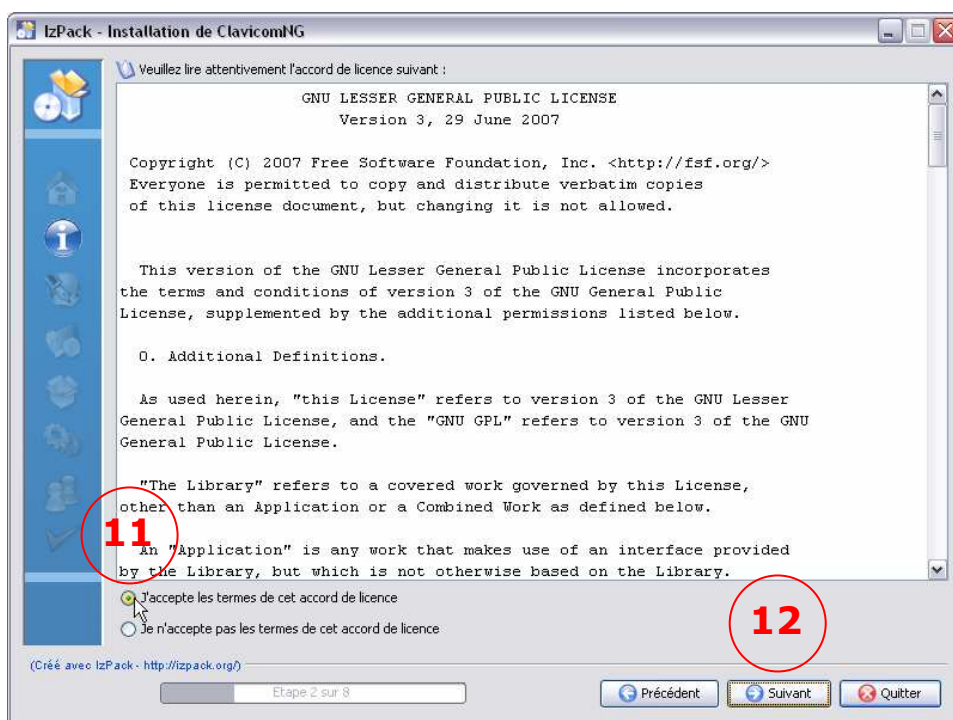 IzPack - Installation de ClavicomNG
Veuillez lire attentivement l'accord de licence suivant :
GNU LESSER GENERAL PUBLIC LICENSE
Version 3, 29 June 2007
Copyright (C) 2007 Free Software Foundation, Inc. <http://fsf.org/>
Everyone is permitted to copy and distribute verbatim copies
of this license document, but changing it is not allowed.
This version of the GNU Lesser General Public License incorporates
the terms and conditions of version 3 of the GNU General Public
License, supplemented by the additional permissions listed below.
0. Additional Definitions.
As used herein, "this License" refers to version 3 of the GNU Lesser
General Public License, and the "GNU GPL" refers to version 3 of the GNU
General Public License.
"The Library" refers to a covered work governed by this License,
other than an Application or a Combined Work as defined below.
11
An "Application" is any work that makes use of an interface provided
by the Library, but which is not otherwise based on the Library.
J'accepte les termes de cet accord de licence
Je n'accepte pas les termes de cet accord de licence
12
(Créé avec IzPack - http://izpack.org/)
Etape 2 sur 8
Précédent
Suivant
Quitter